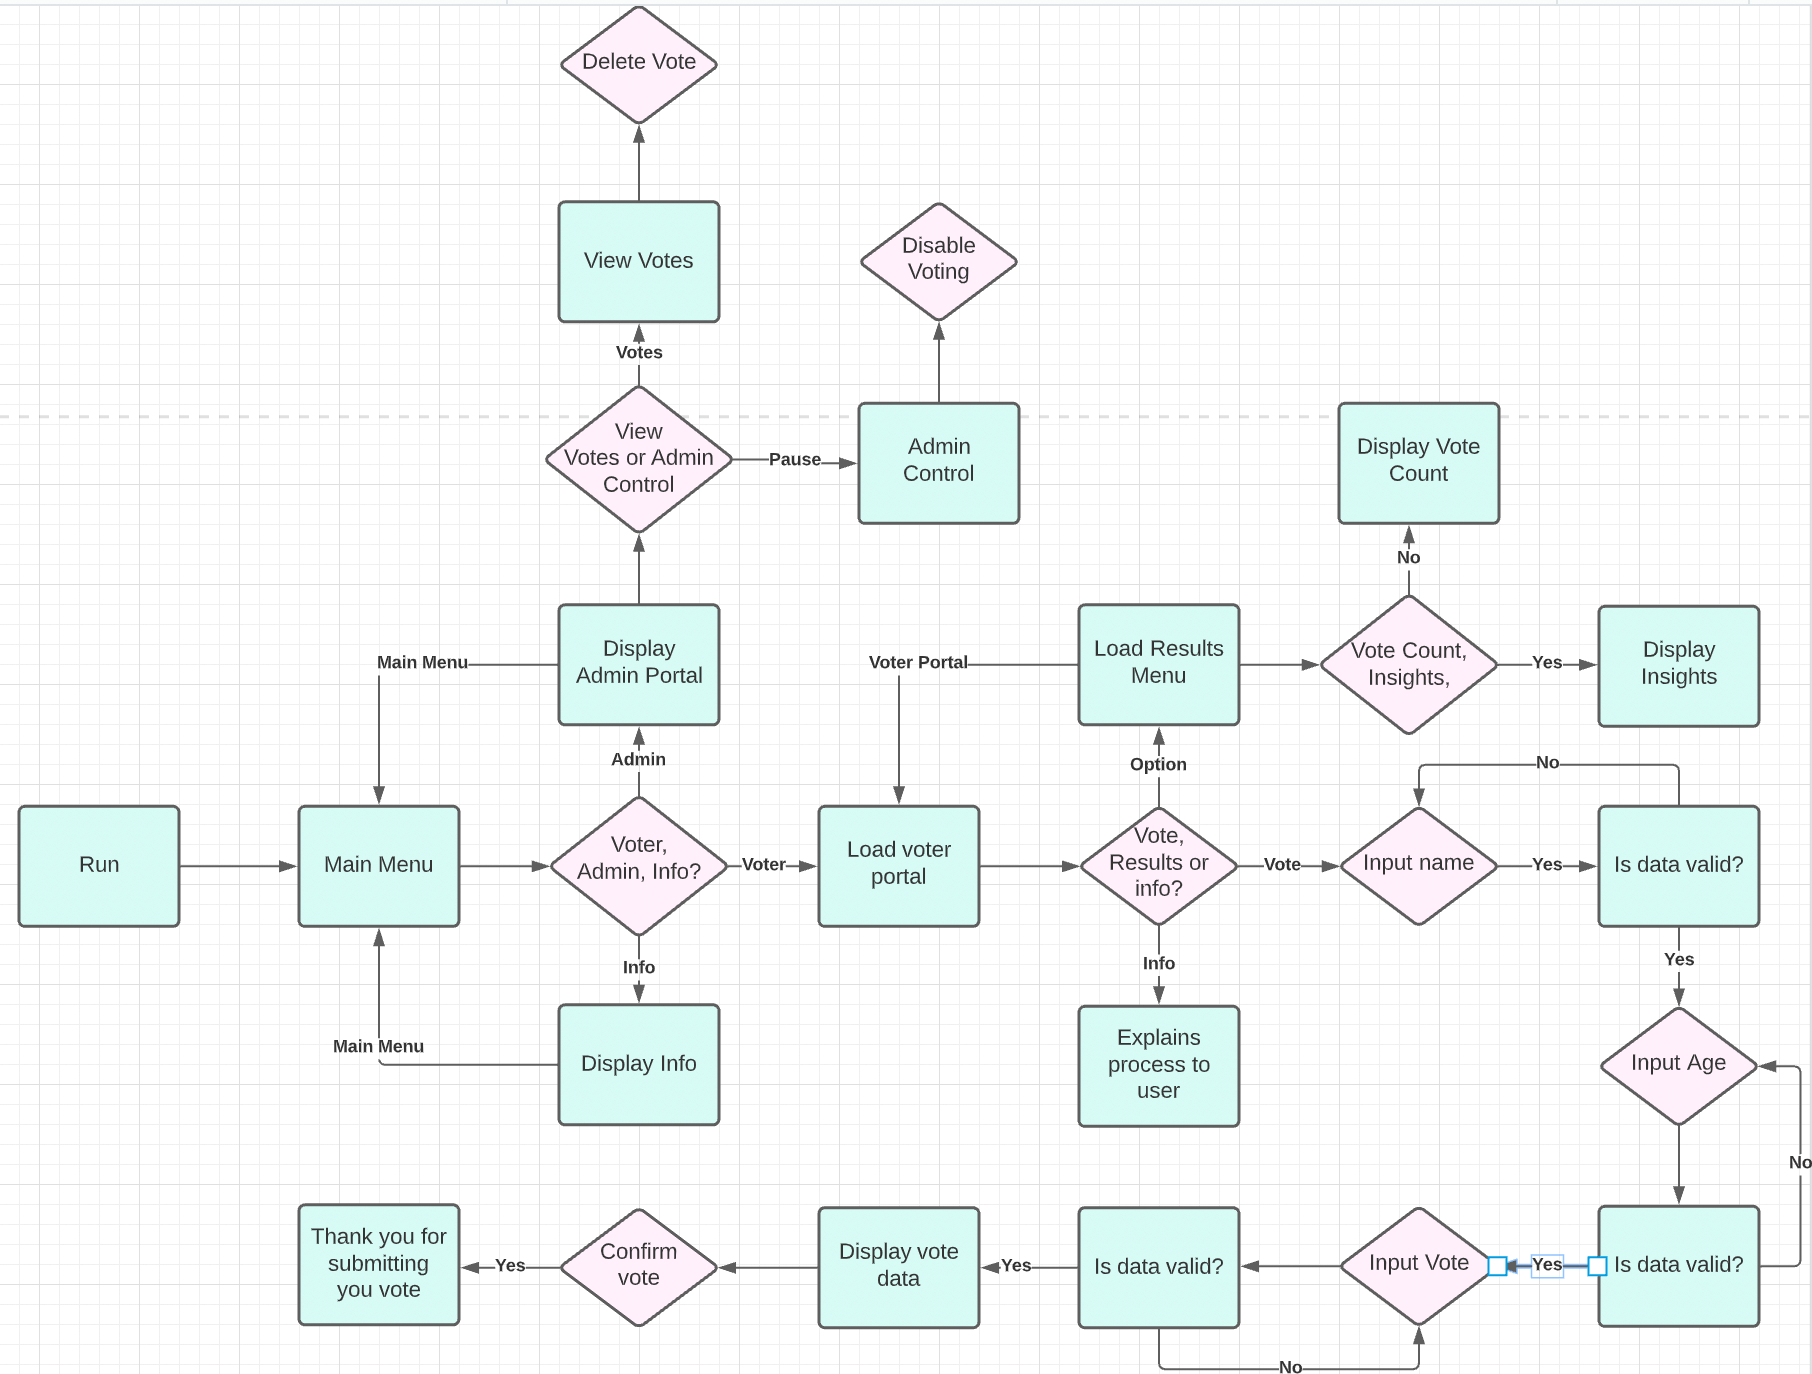 Delete Vote
View Votes
Disable
Voting
Votes
View
Votes or Admin
Control
Pause
Admin
Control
Display Vote
Count
No
Main Menu
Display
Admin Portal
Voter Portal
Load Results
Menu
Vote Count,
Insights,
Yes
Display
Insights
Admin
Option
No
Run
Main Menu
Voter,
Admin, Info?
Voter
Load voter
portal
Vote,
Results or
info?
Vote
Input name
Yes
Is data valid?
Info
Info
Yes
Main Menu
Display Info
Explains
process to
user
Input Age
No
Thank you for
submitting
you vote
Yes
Confirm
vote
Display vote
data
Yes
Is data valid?
Input Vote
Yes
Is data valid?
No